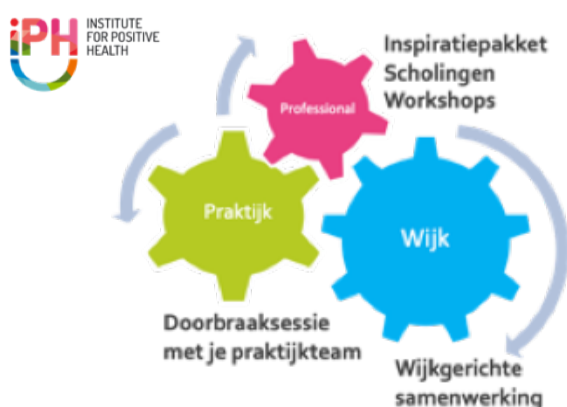 iPH
INSTITUTE
FOR POSITIVE
HEALTH
Inspiratiepakket
Scholingen
Workshops
Professional
Praktijk
Wijk
Doorbraaksessie
met je praktijkteam
Wijkgerichte
samenwerking